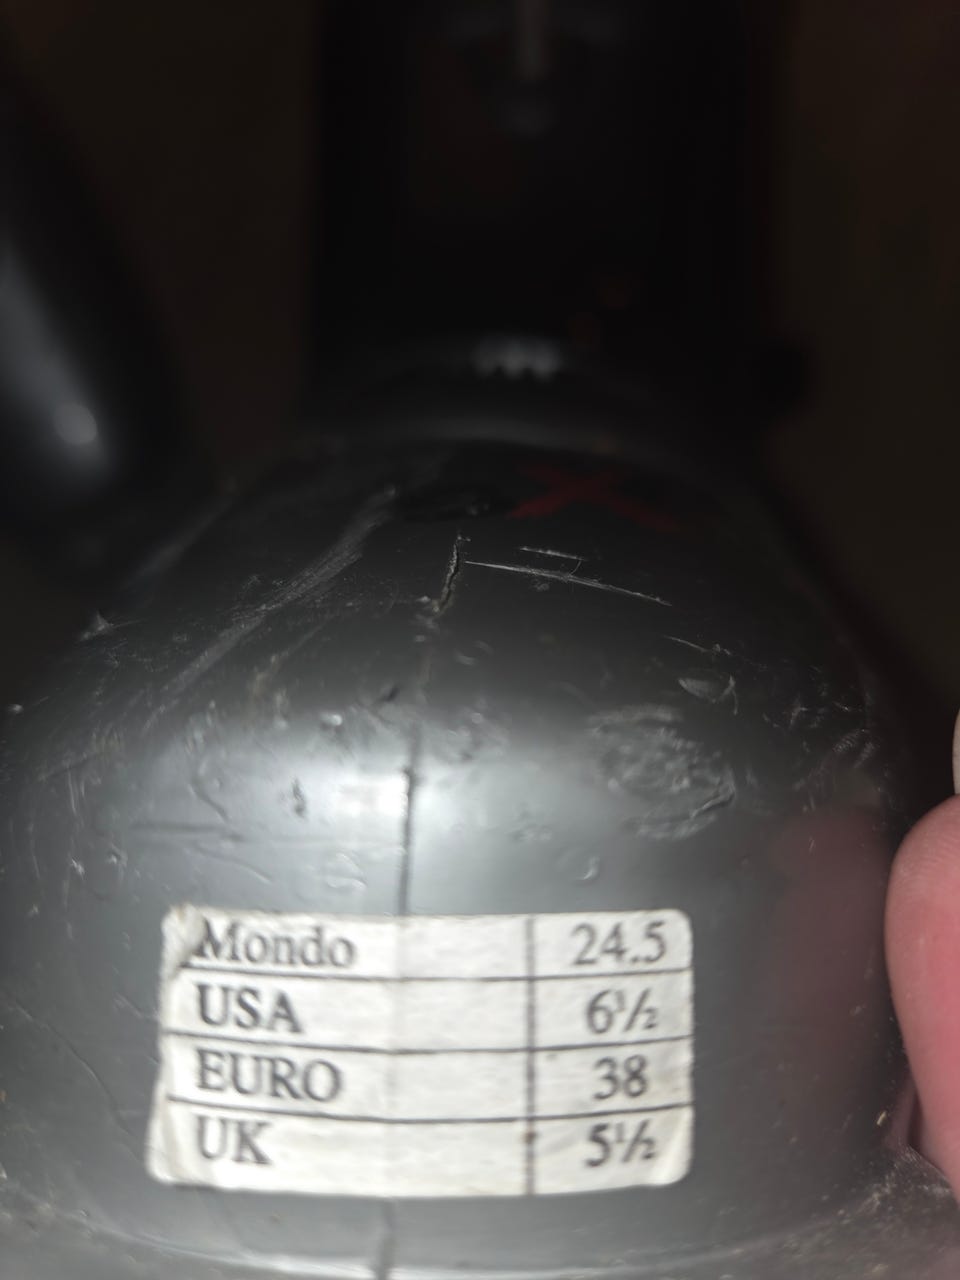 Mondo 24.5
USA 6½
EURO 38
UK 5½